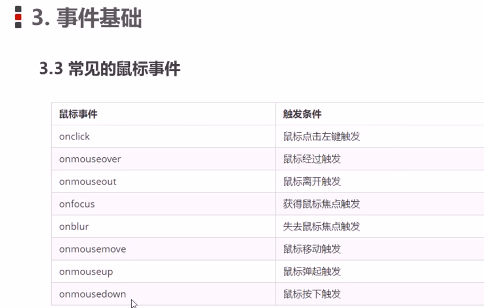 3. 事件基础
3.3 常见的鼠标事件
鼠标事件 触发条件
onclick 鼠标点击左键触发
onmouseover 鼠标经过触发
onmouseout 鼠标离开触发
onfocus 获得鼠标焦点触发
onblur 失去鼠标焦点触发
onmousemove 鼠标移动触发
onmouseup 鼠标弹起触发
onmousedown 鼠标按下触发